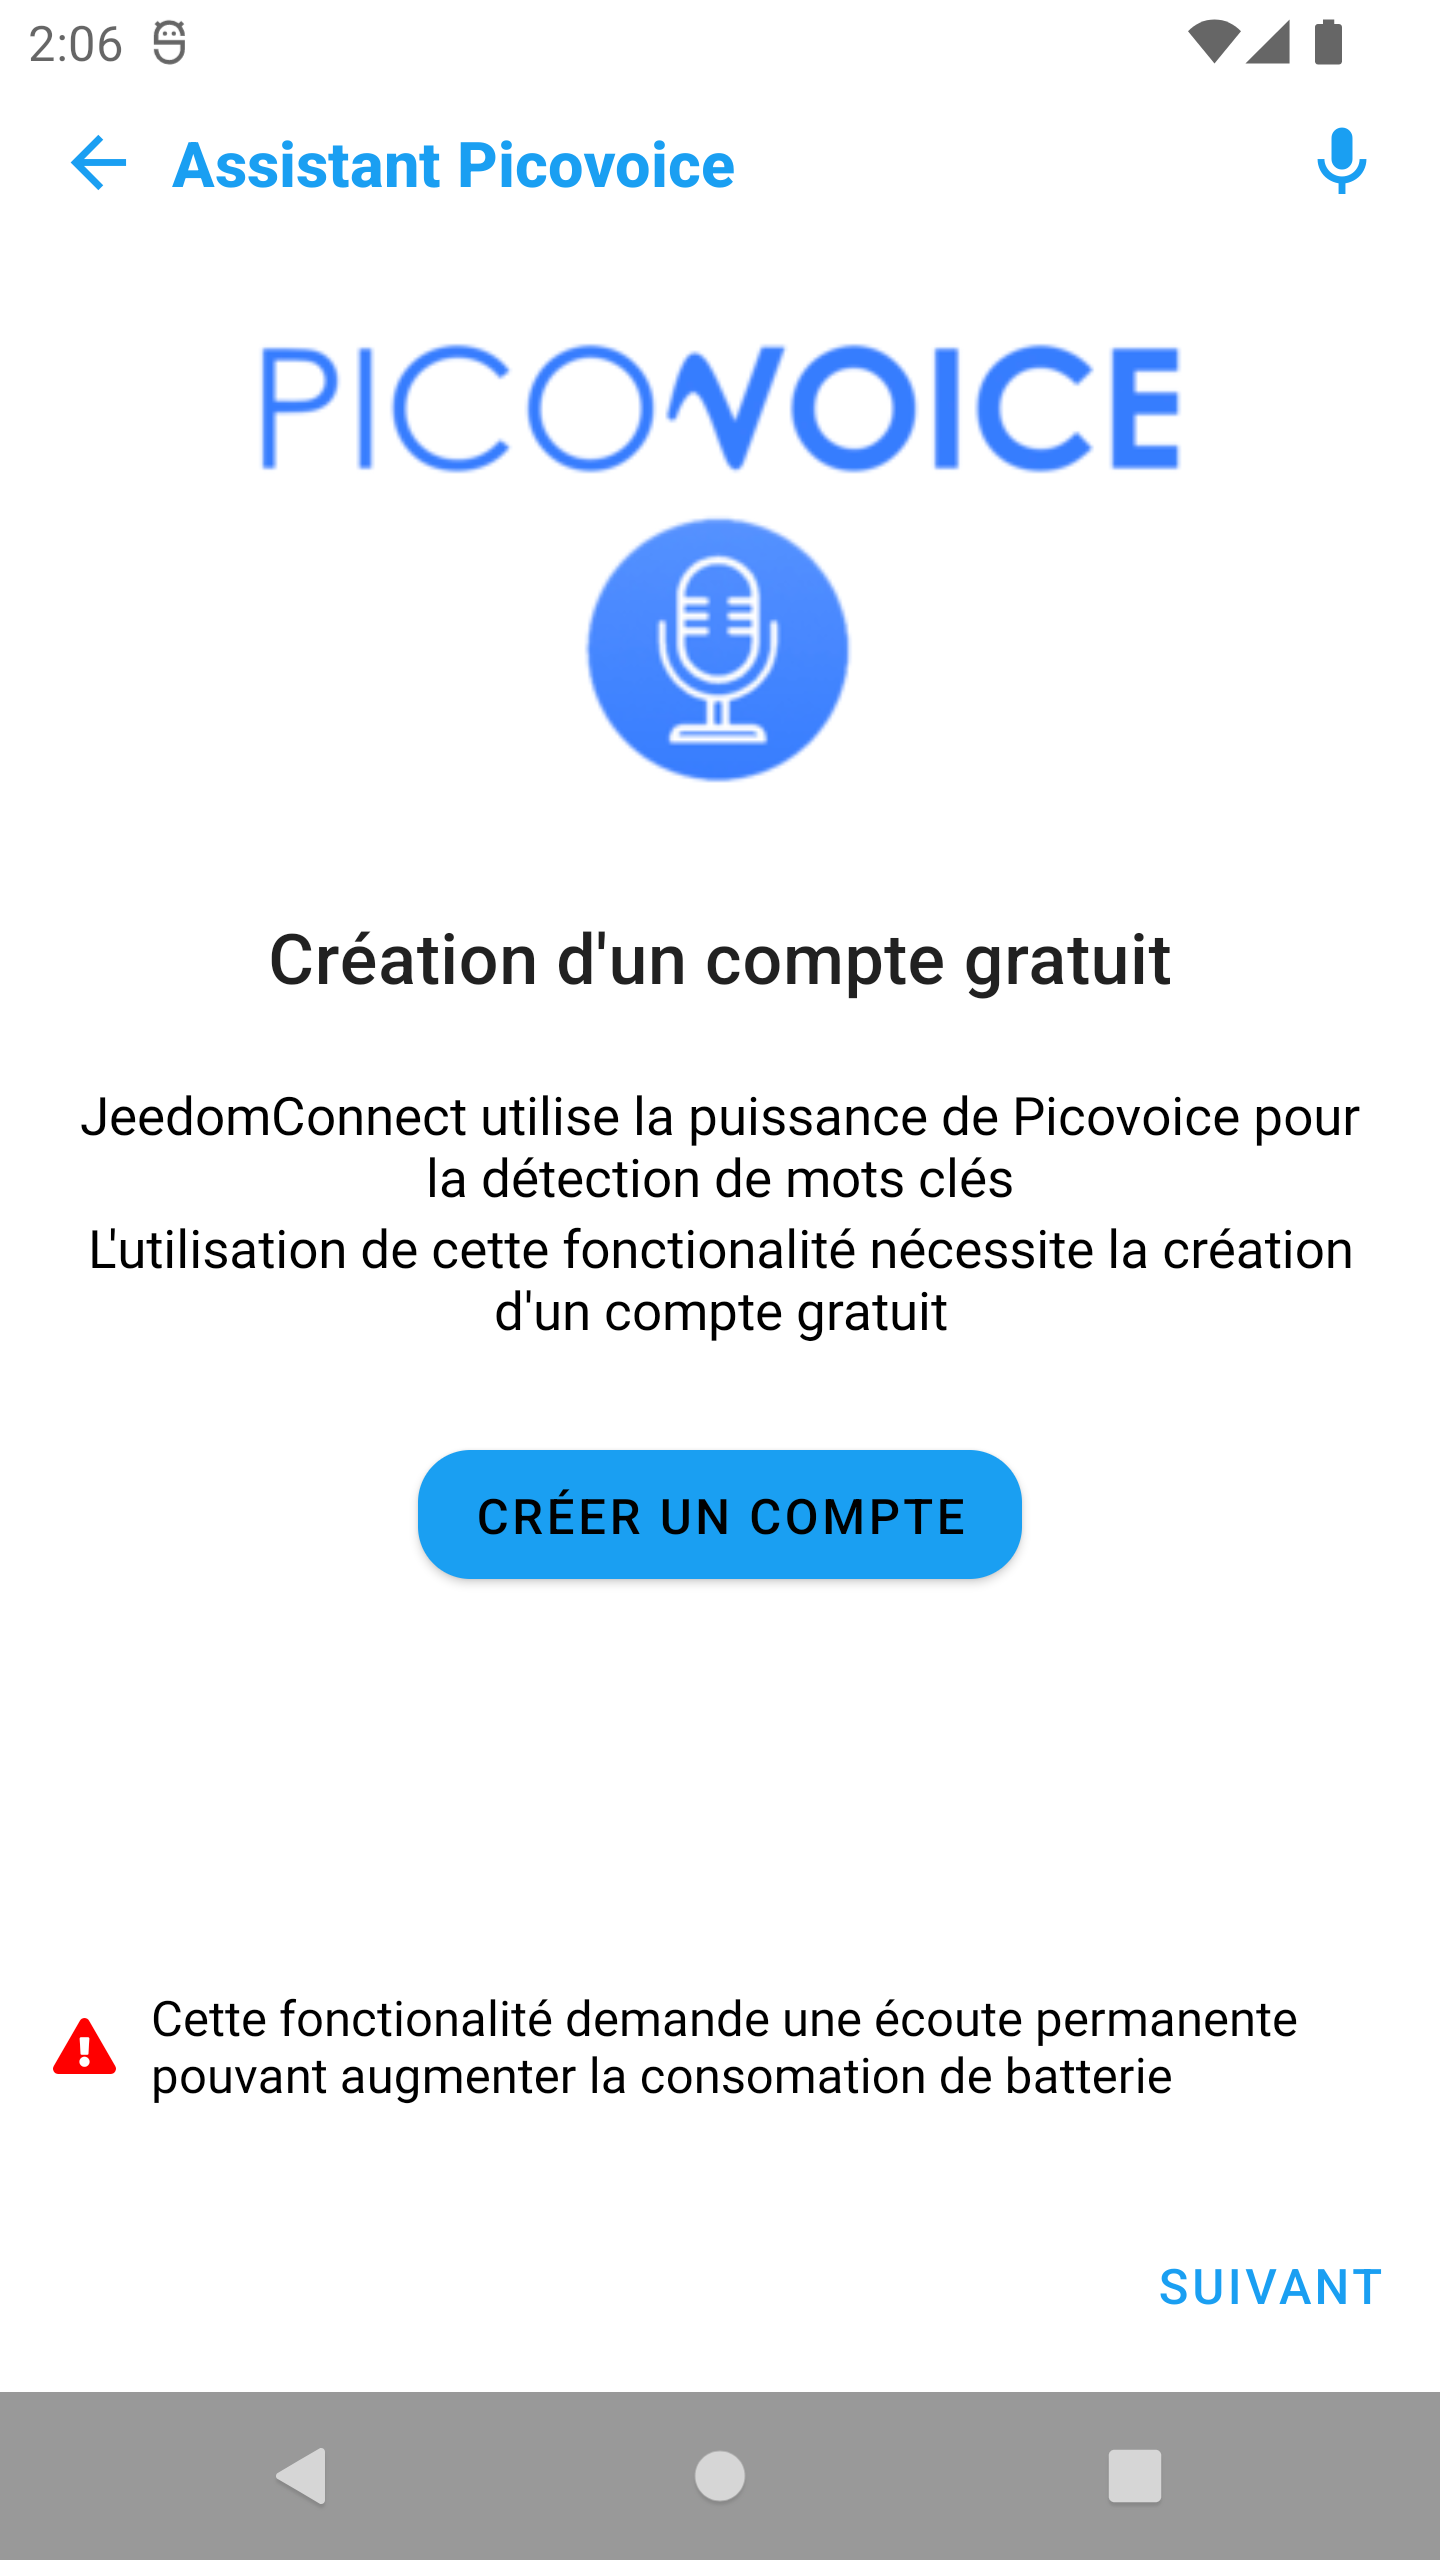 2:06
Assistant Picovoice
PICOVOICE
Création d'un compte gratuit
JeedomConnect utilise la puissance de Picovoice pour
la détection de mots clés
L'utilisation de cette fonctionalité nécessite la création
d'un compte gratuit
CRÉER UN COMPTE
Cette fonctionalité demande une écoute permanente
pouvant augmenter la consomation de batterie
SUIVANT